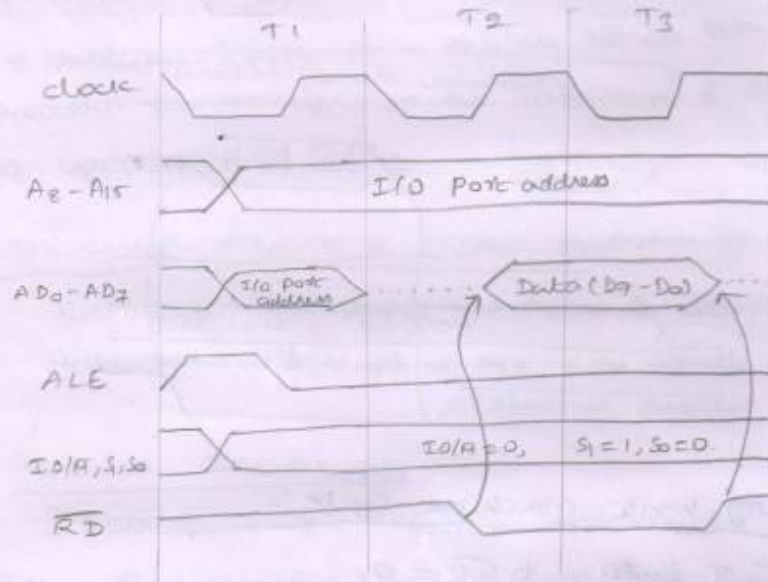 T1 T2 T3
clock
A8 - A15 I/O Port address
AD0 - AD7 I/O Port Data (D7 - D0)
address
ALE
IO/M, S1, S0 IO/M = 0, S1 = 1, S0 = 0
RD